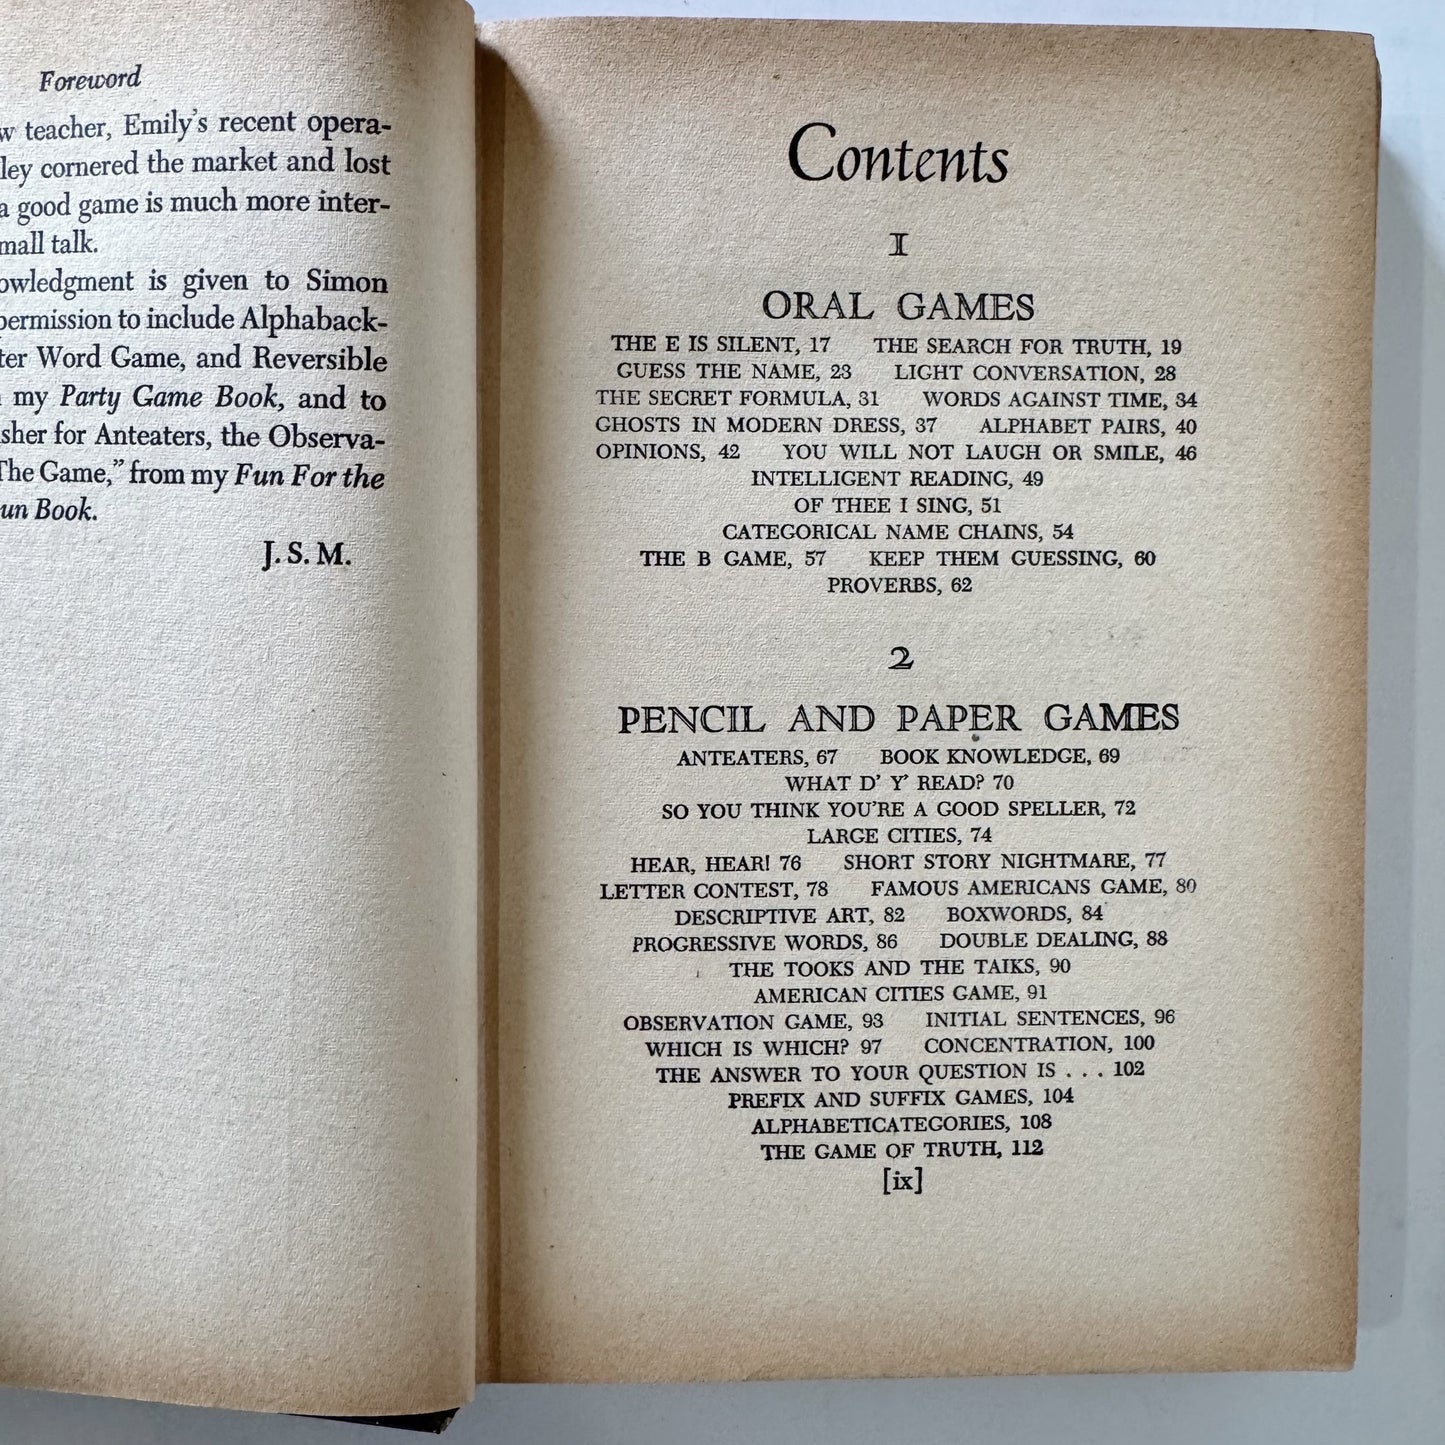 Foreword
teacher, Emily's recent opera-
cornered the market and lost
a good game is much more inter-
small talk.
is given to Simon
permission to include Alphaback-
Word Game, and Reversible
my Party Game Book, and to
for Anteaters, the Observa-
The Game," from my Fun For the
Book.
J. S. M.
Contents
1
ORAL GAMES
THE E IS SILENT, 17 THE SEARCH FOR TRUTH, 19
GUESS THE NAME, 23 LIGHT CONVERSATION, 28
THE SECRET FORMULA, 31 WORDS AGAINST TIME, 34
GHOSTS IN MODERN DRESS, 37 ALPHABET PAIRS, 40
OPINIONS, 42 YOU WILL NOT LAUGH OR SMILE, 46
INTELLIGENT READING, 49
OF THEE I SING, 51
CATEGORICAL NAME CHAINS, 54
THE B GAME, 57 KEEP THEM GUESSING, 60
PROVERBS, 62
2
PENCIL AND PAPER GAMES
ANTEATERS, 67 BOOK KNOWLEDGE, 69
WHAT D' Y' READ? 70
SO YOU THINK YOU'RE A GOOD SPELLER, 72
LARGE CITIES, 74
HEAR, HEAR! 76 SHORT STORY NIGHTMARE, 77
LETTER CONTEST, 78 FAMOUS AMERICANS GAME, 80
DESCRIPTIVE ART, 82 BOXWORDS, 84
PROGRESSIVE WORDS, 86 DOUBLE DEALING, 88
THE TOOKS AND THE TAIKS, 90
AMERICAN CITIES GAME, 91
OBSERVATION GAME, 93 INITIAL SENTENCES, 96
WHICH IS WHICH? 97 CONCENTRATION, 100
THE ANSWER TO YOUR QUESTION IS . . . 102
PREFIX AND SUFFIX GAMES, 104
ALPHABETICATEGORIES, 108
THE GAME OF TRUTH, 112
[ix]